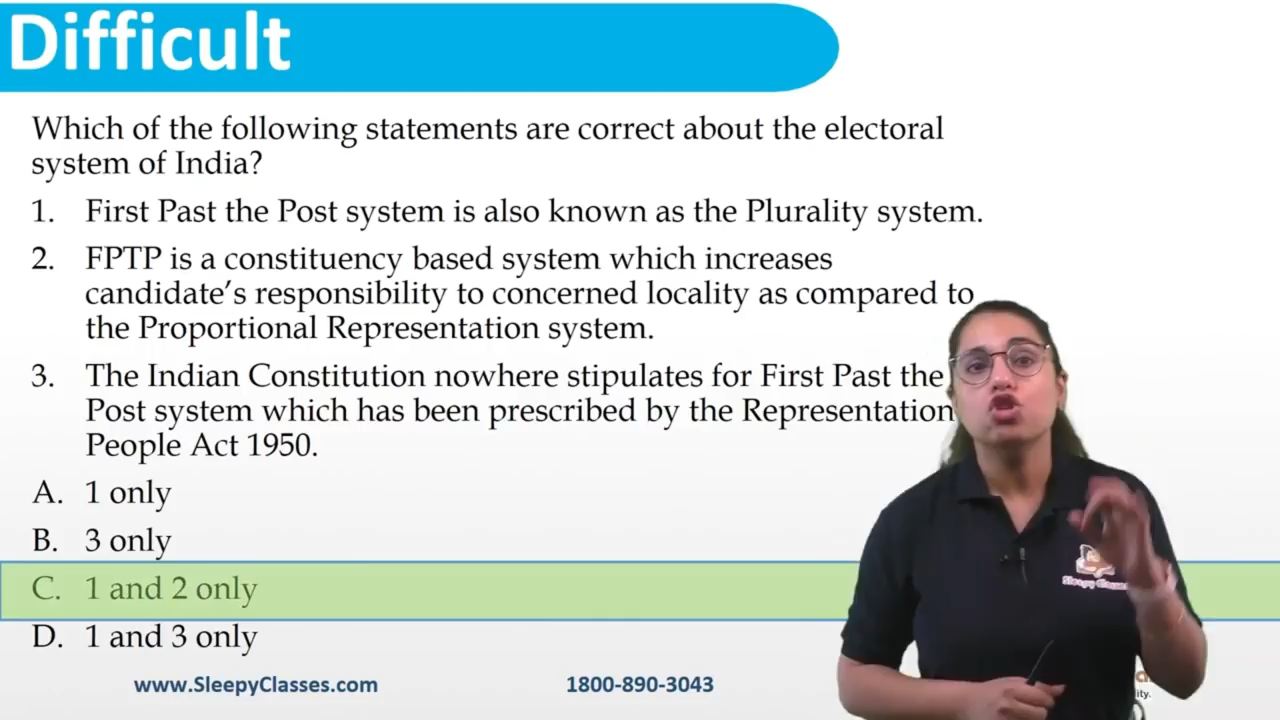 Difficult
Which of the following statements are correct about the electoral
system of India?
1. First Past the Post system is also known as the Plurality system.
2. FPTP is a constituency based system which increases
candidate’s responsibility to concerned locality as compared to
the Proportional Representation system.
3. The Indian Constitution nowhere stipulates for First Past the
Post system which has been prescribed by the Representation
People Act 1950.
A. 1 only
B. 3 only
C. 1 and 2 only
D. 1 and 3 only
www.SleepyClasses.com 1800-890-3043
Sleepy Classes